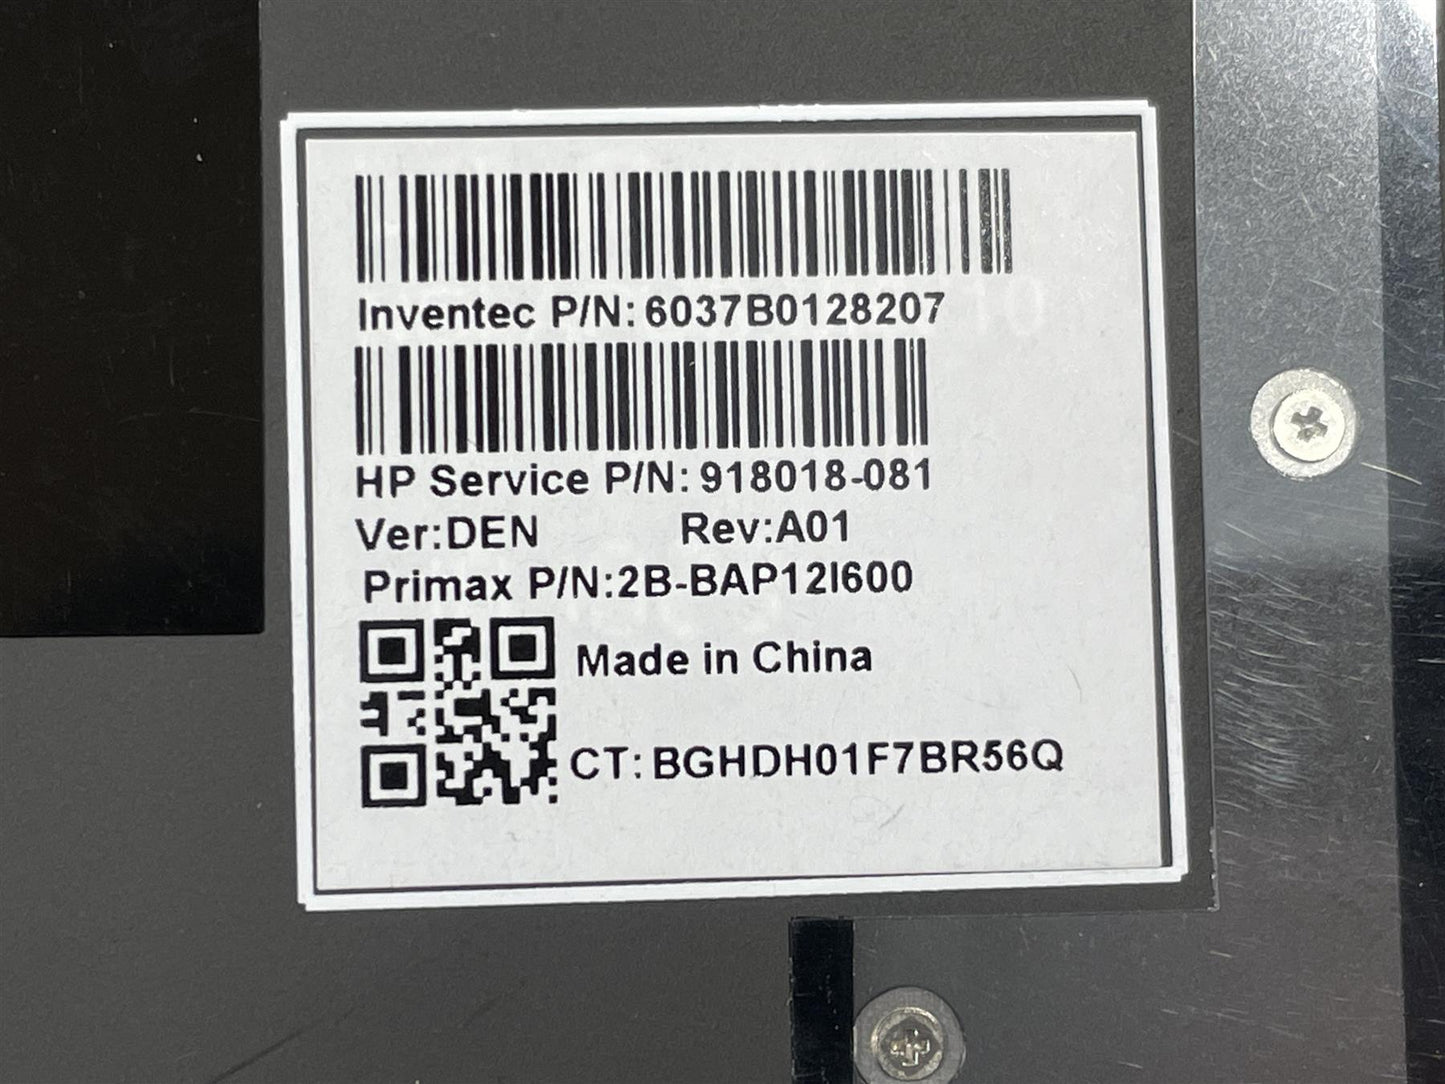 Inventec P/N: 6037B0128207
HP Service P/N: 918018-081
Ver:DEN Rev:A01
Primax P/N:2B-BAP12I600
Made in China
CT: BGHDH01F7BR56Q